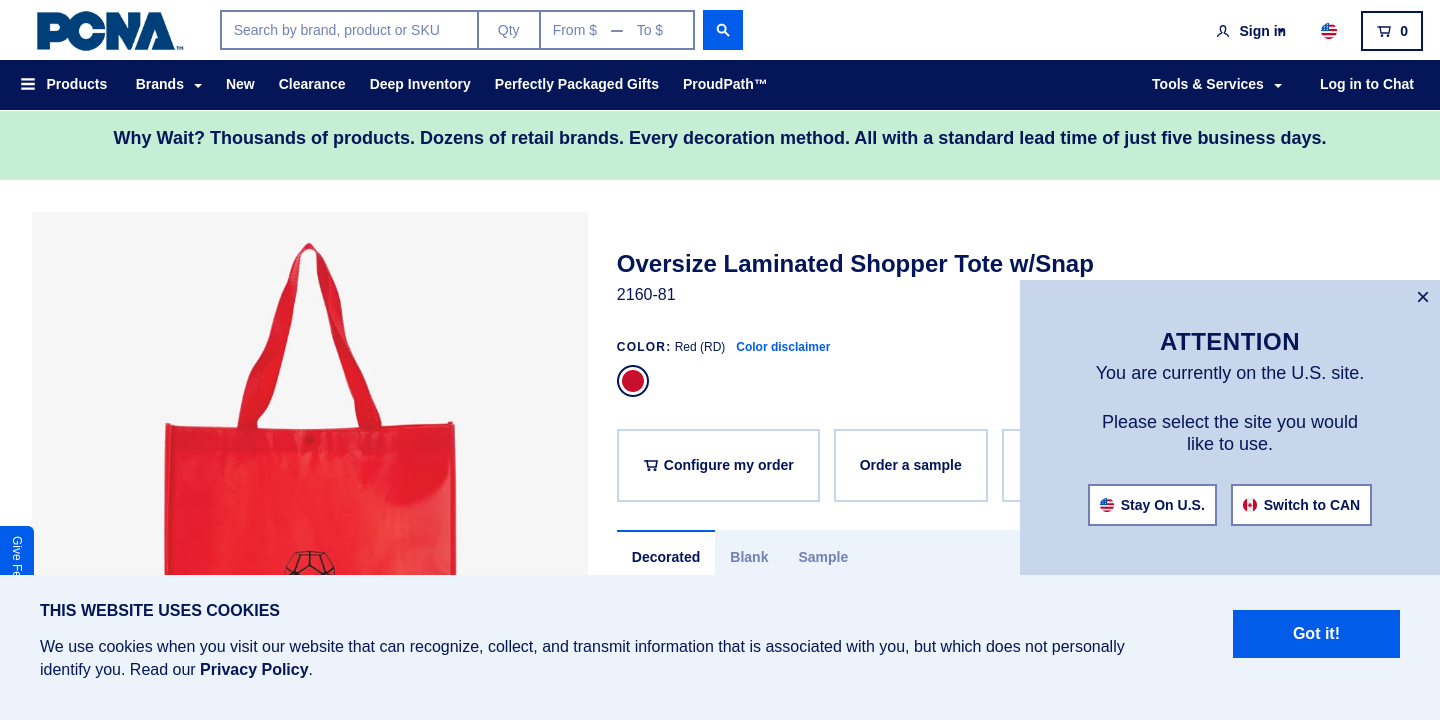 PCNA™
Search by brand, product or SKU
Qty
From $ — To $
Sign in
0
Products
Brands
New
Clearance
Deep Inventory
Perfectly Packaged Gifts
ProudPath™
Tools & Services
Log in to Chat
Why Wait? Thousands of products. Dozens of retail brands. Every decoration method. All with a standard lead time of just five business days.
Oversize Laminated Shopper Tote w/Snap
2160-81
COLOR: Red (RD) Color disclaimer
Configure my order
Order a sample
Decorated
Blank
Sample
×
ATTENTION
You are currently on the U.S. site.
Please select the site you would
like to use.
Stay On U.S.
Switch to CAN
Give Fe
THIS WEBSITE USES COOKIES
We use cookies when you visit our website that can recognize, collect, and transmit information that is associated with you, but which does not personally
identify you. Read our Privacy Policy.
Got it!